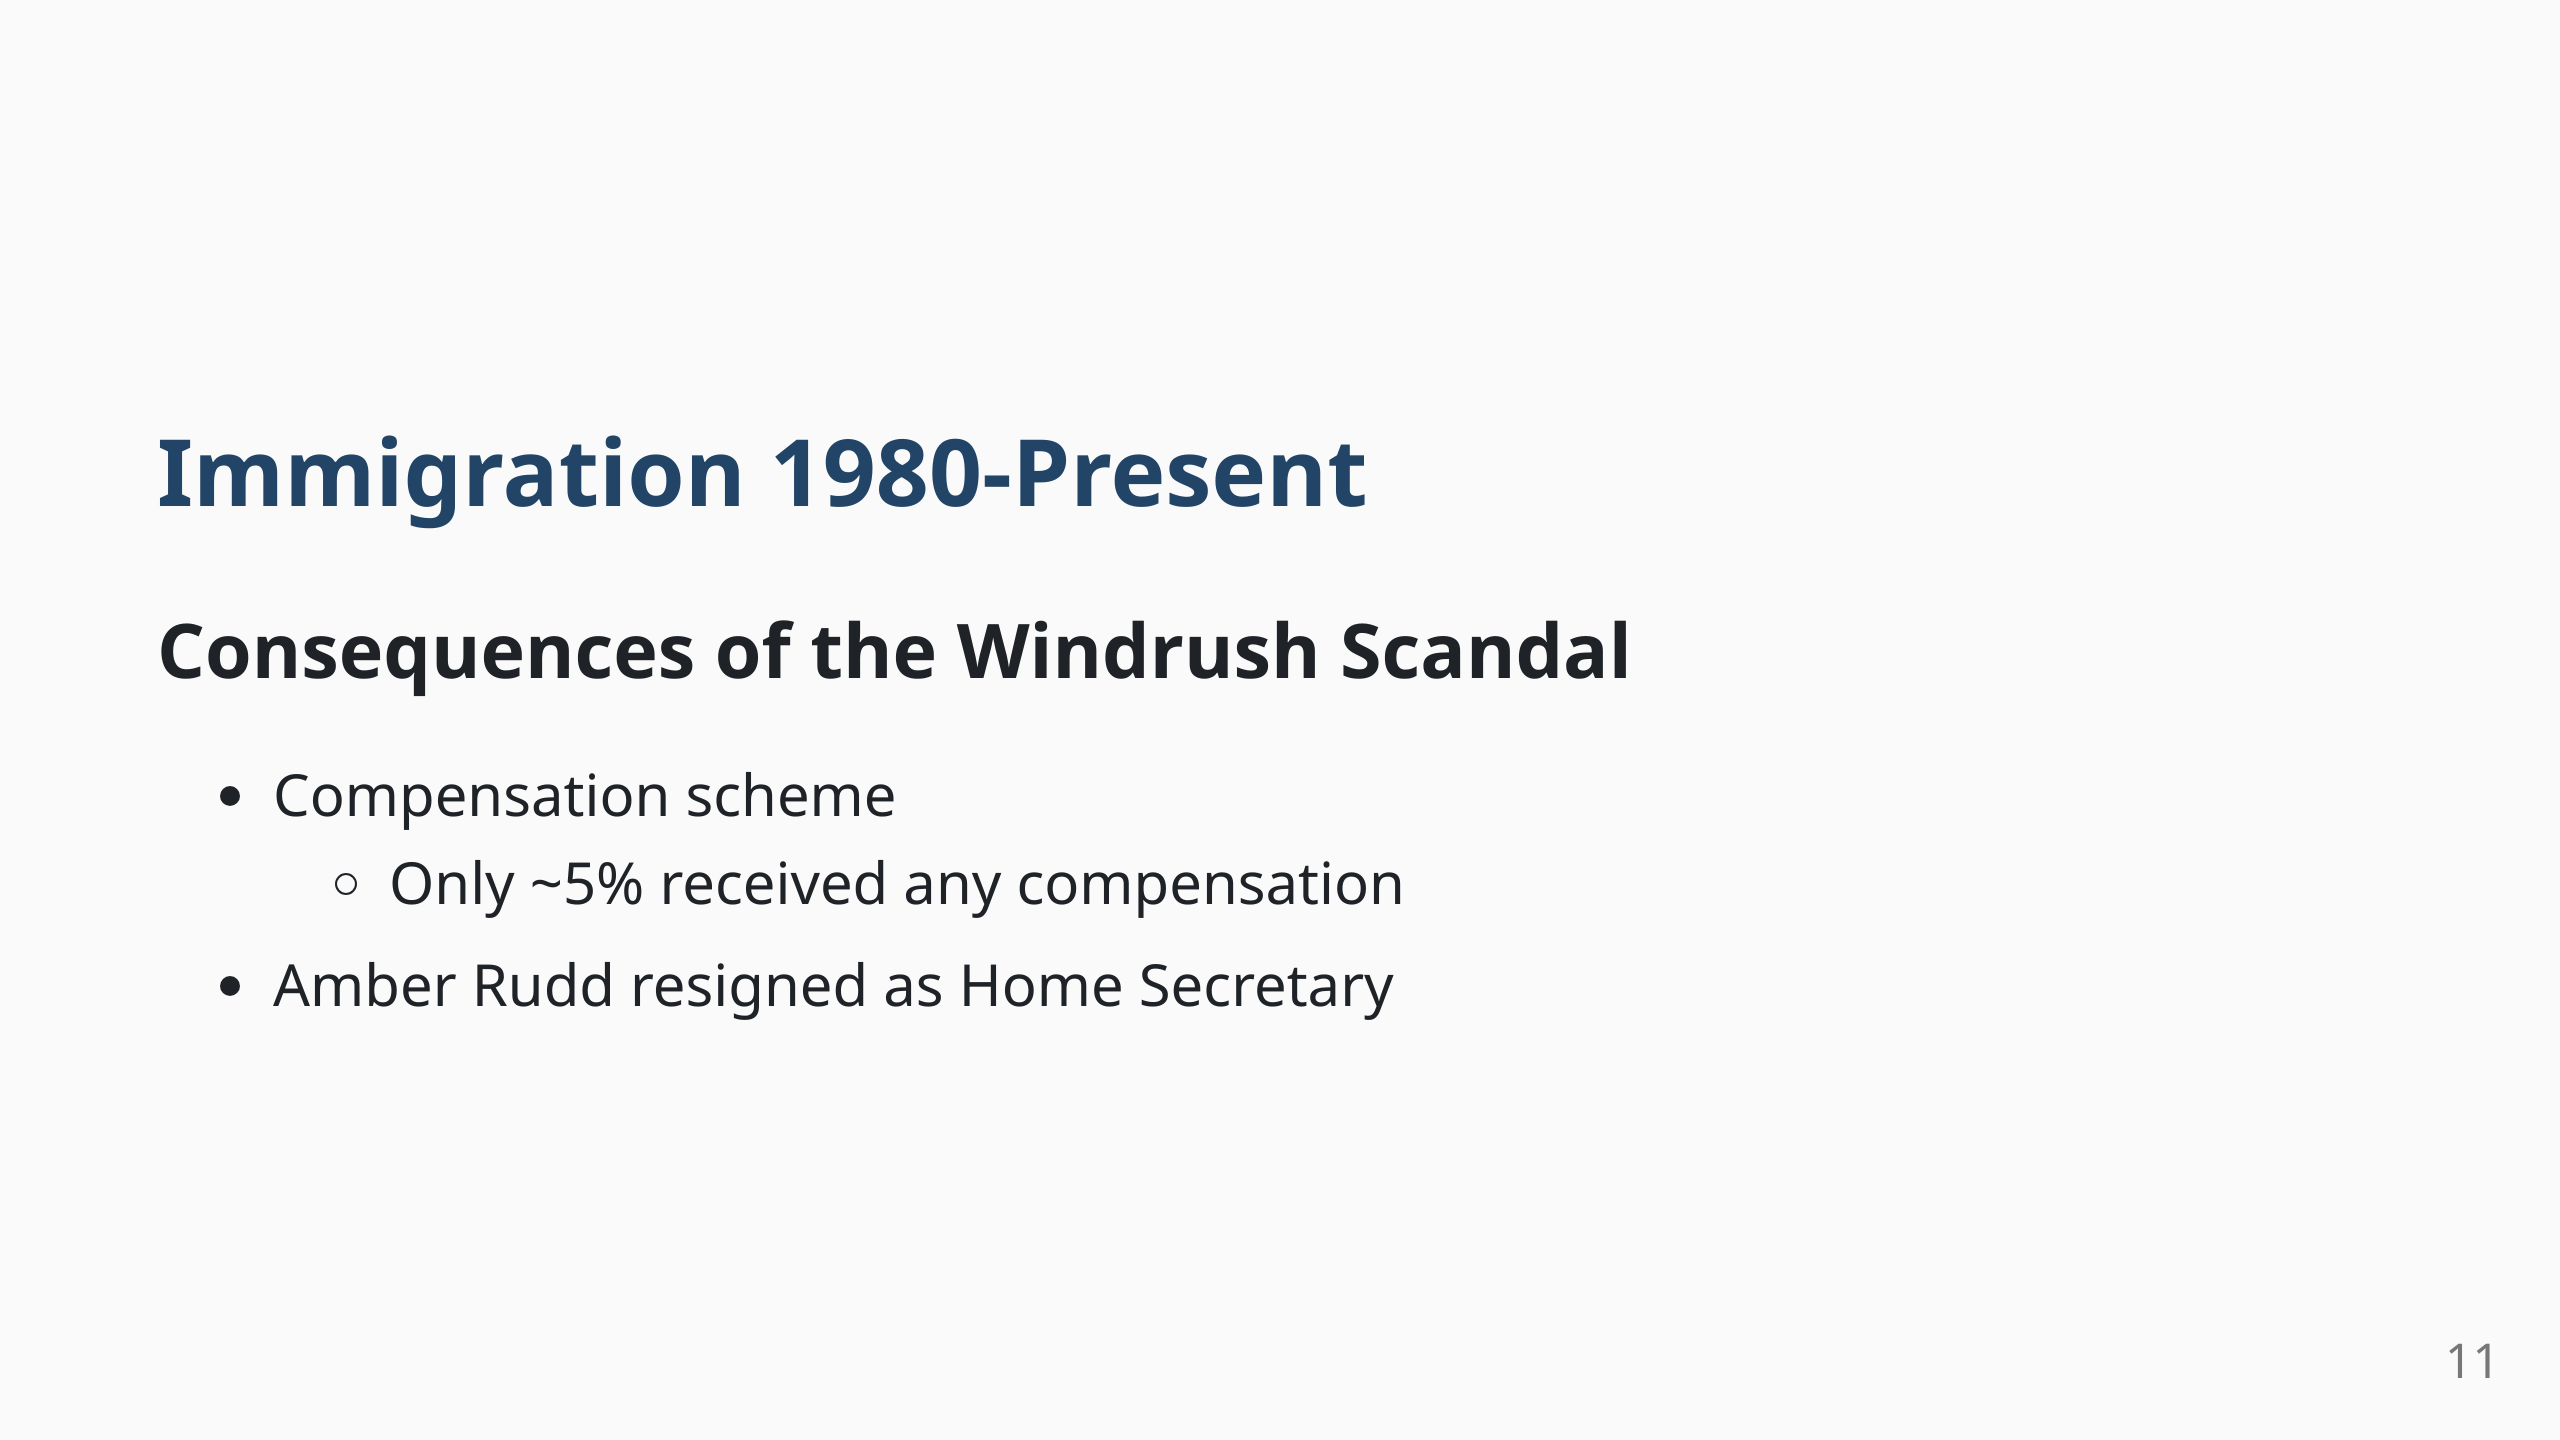 Immigration 1980-Present
Consequences of the Windrush Scandal
• Compensation scheme
○ Only ~5% received any compensation
• Amber Rudd resigned as Home Secretary
11